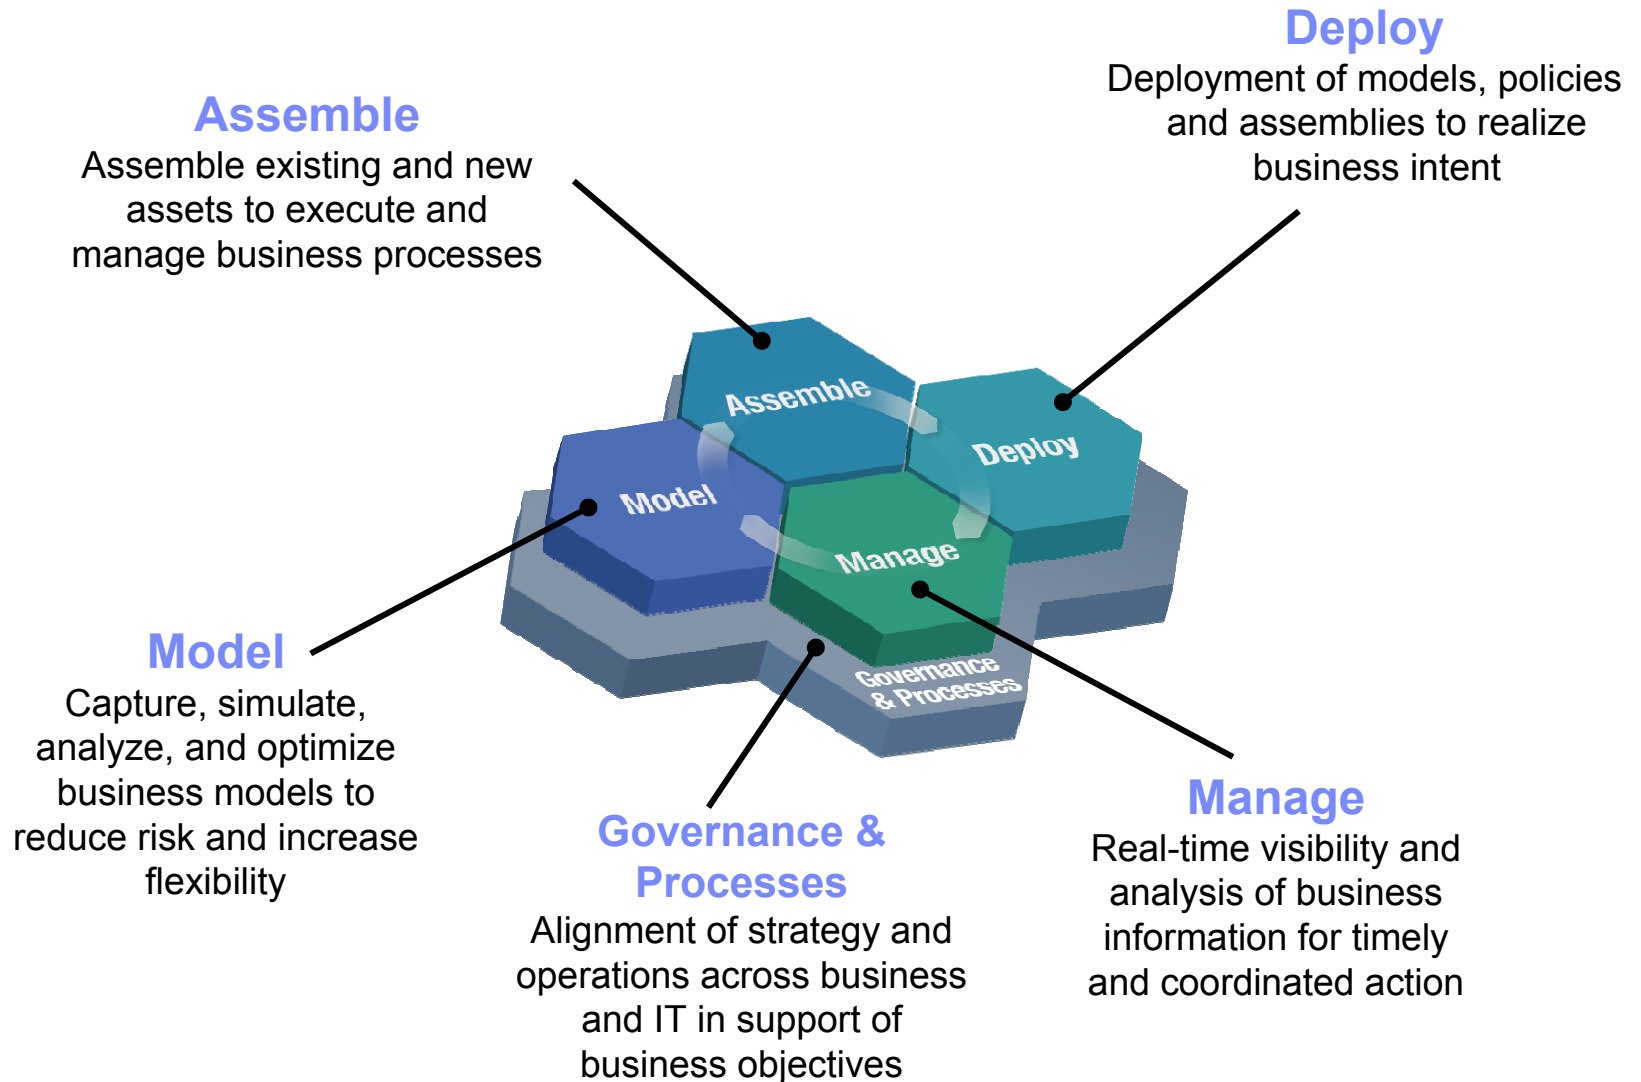 Deploy
Deployment of models, policies
and assemblies to realize
business intent
Assemble
Assemble existing and new
assets to execute and
manage business processes
Assemble
Deploy
Model
Manage
Governance
& Processes
Model
Capture, simulate,
analyze, and optimize
business models to
reduce risk and increase
flexibility
Governance &
Processes
Alignment of strategy and
operations across business
and IT in support of
business objectives
Manage
Real-time visibility and
analysis of business
information for timely
and coordinated action